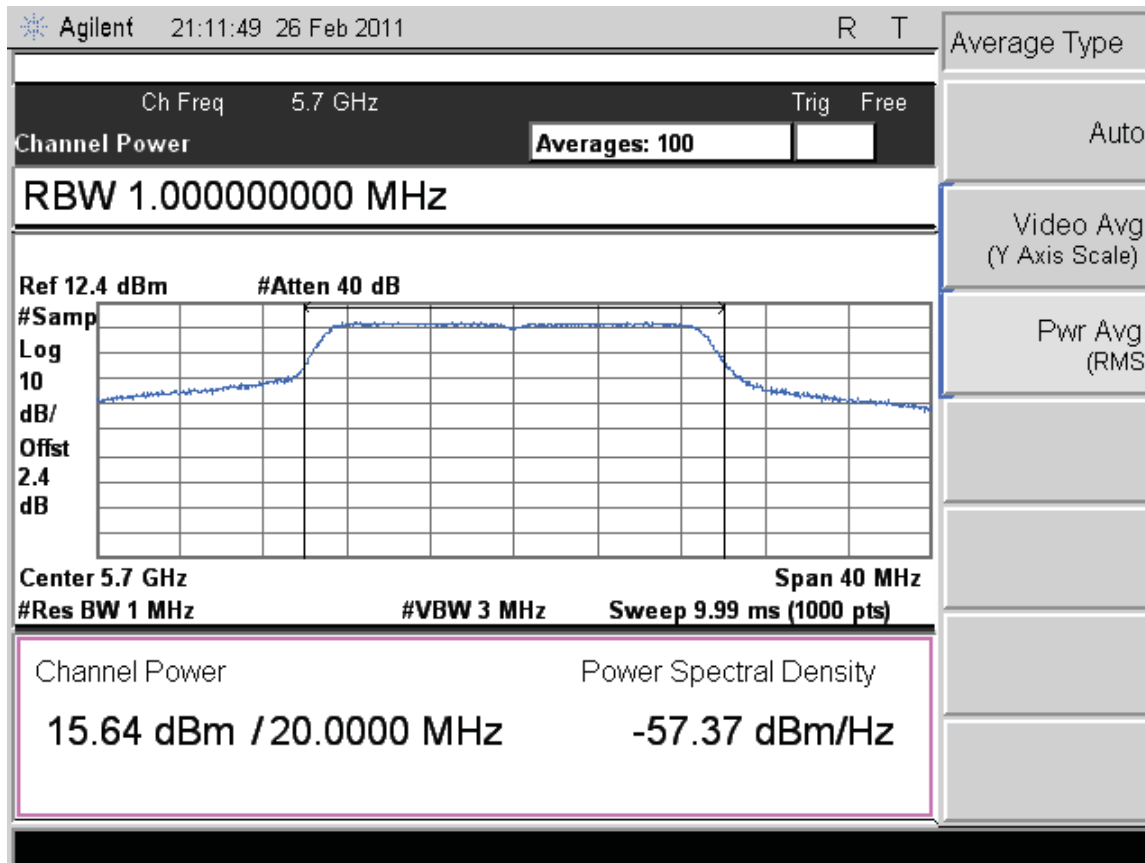 Agilent 21:11:49 26 Feb 2011 R T
Average Type
Ch Freq 5.7 GHz Trig Free
Channel Power Averages: 100
Auto
RBW 1.000000000 MHz
Video Avg
(Y Axis Scale)
Ref 12.4 dBm #Atten 40 dB
Pwr Avg
(RMS
#Samp
Log
10
dB/
Offst
2.4
dB
Center 5.7 GHz Span 40 MHz
#Res BW 1 MHz #VBW 3 MHz Sweep 9.99 ms (1000 pts)
Channel Power Power Spectral Density
15.64 dBm / 20.0000 MHz -57.37 dBm/Hz